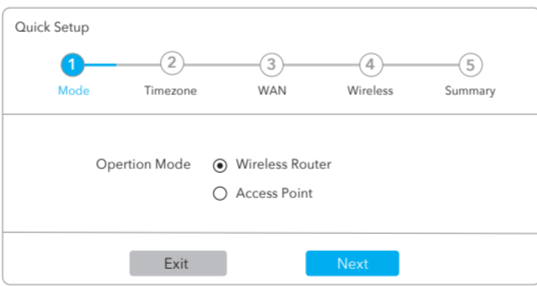 Quick Setup
1 2 3 4 5
Mode Timezone WAN Wireless Summary
Opertion Mode Wireless Router
Access Point
Exit Next